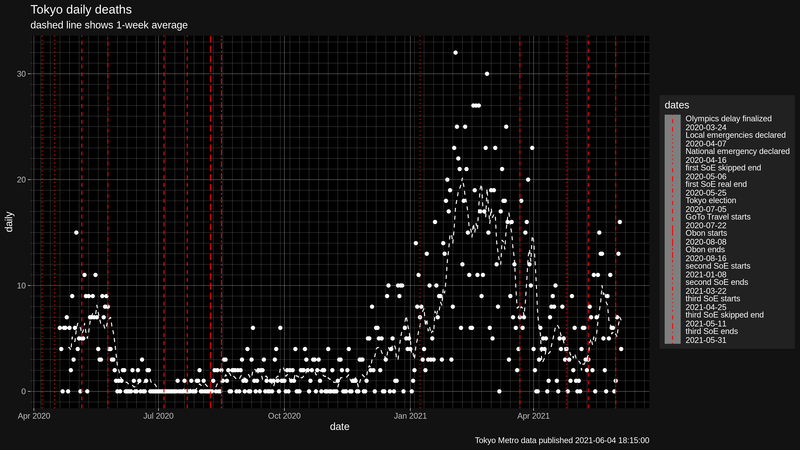 Tokyo daily deaths
dashed line shows 1-week average
daily
30
20
10
0
Apr 2020
Jul 2020
Oct 2020
Jan 2021
Apr 2021
date
Tokyo Metro data published 2021-06-04 18:15:00
dates
Olympics delay finalized
2020-03-24
Local emergencies declared
2020-04-07
National emergency declared
2020-04-16
first SoE skipped end
2020-05-06
first SoE real end
2020-05-25
Tokyo election
2020-07-05
GoTo Travel starts
2020-07-22
Obon starts
2020-08-08
Obon ends
2020-08-16
second SoE starts
2021-01-08
second SoE ends
2021-03-22
third SoE starts
2021-04-25
third SoE skipped end
2021-05-11
third SoE ends
2021-05-31